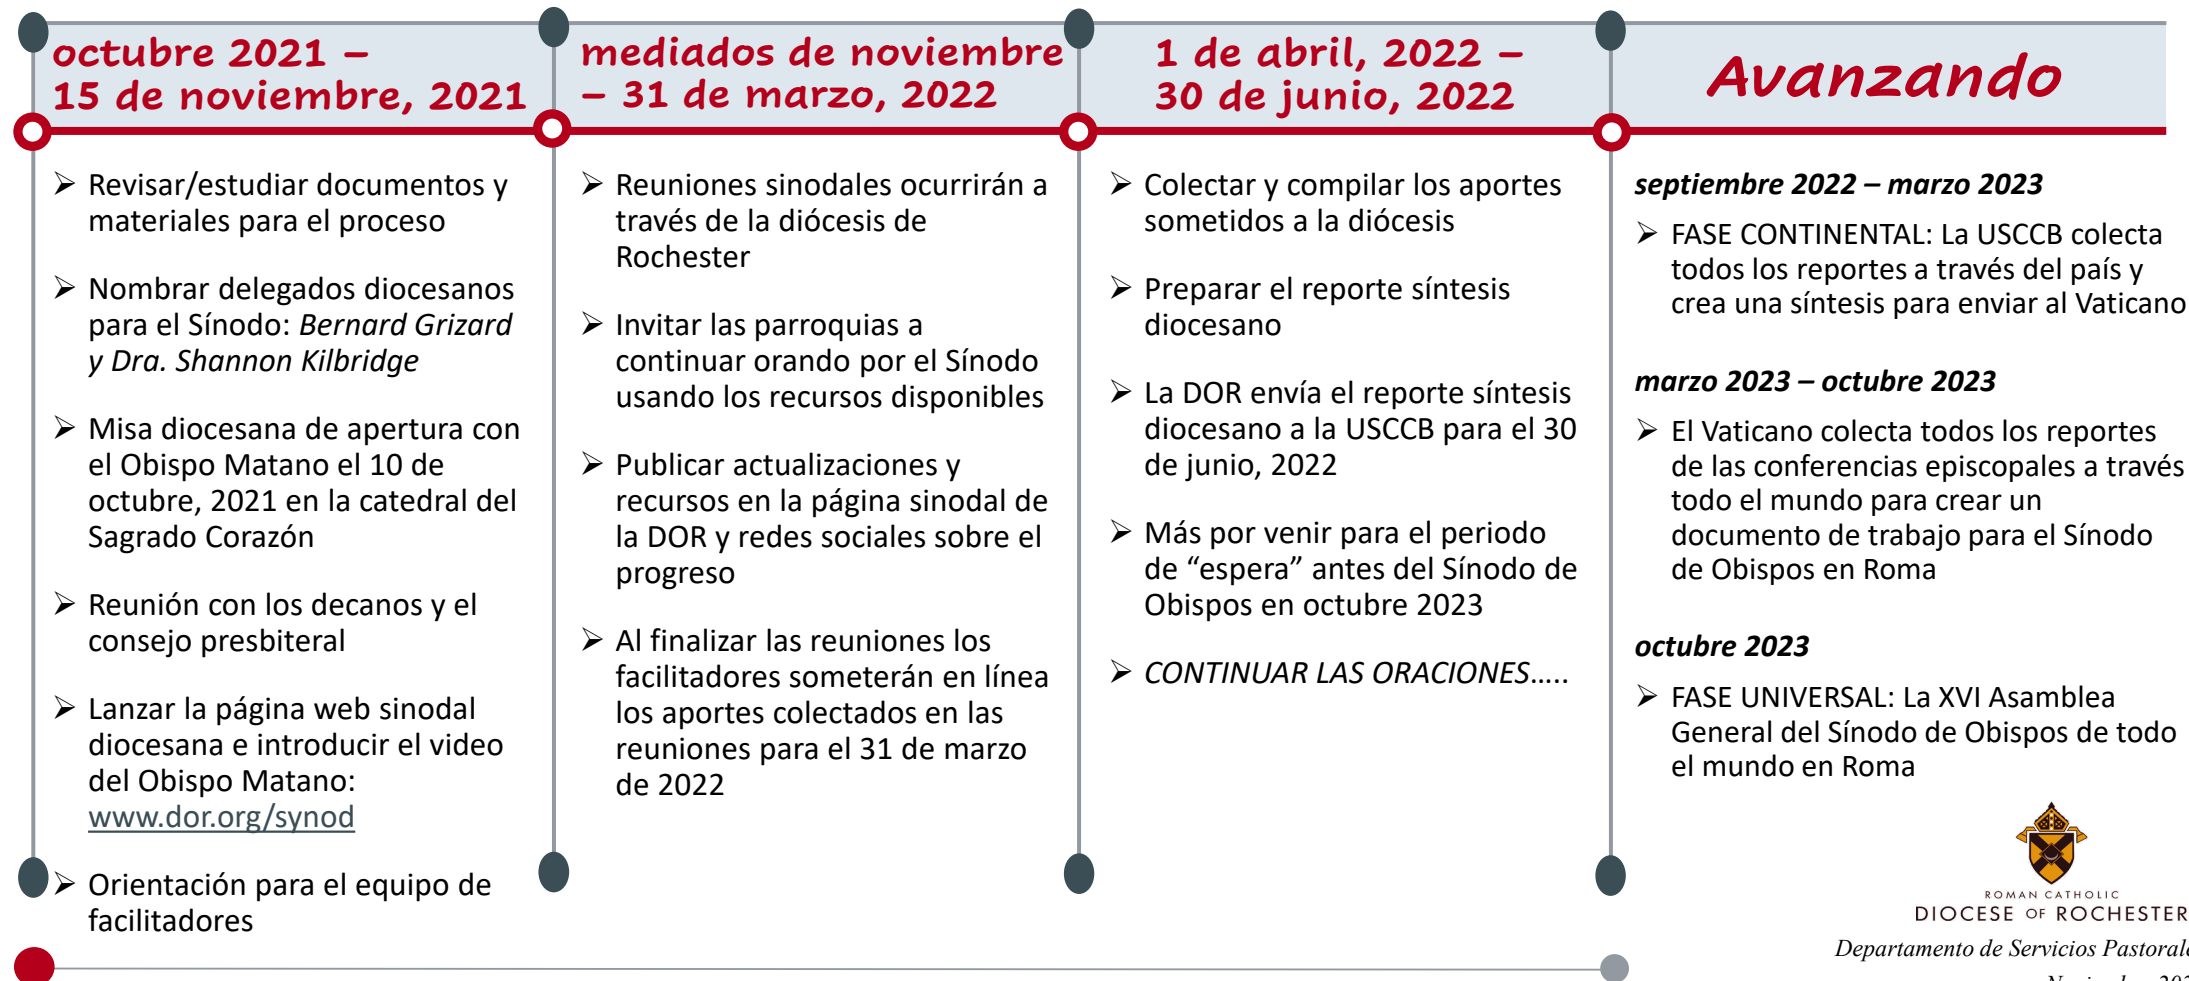 octubre 2021 –
15 de noviembre, 2021
➢ Revisar/estudiar documentos y
materiales para el proceso
➢ Nombrar delegados diocesanos
para el Sínodo: Bernard Grizard
y Dra. Shannon Kilbridge
➢ Misa diocesana de apertura con
el Obispo Matano el 10 de
octubre, 2021 en la catedral del
Sagrado Corazón
➢ Reunión con los decanos y el
consejo presbiteral
➢ Lanzar la página web sinodal
diocesana e introducir el video
del Obispo Matano:
www.dor.org/synod
➢ Orientación para el equipo de
facilitadores
mediados de noviembre
– 31 de marzo, 2022
➢ Reuniones sinodales ocurrirán a
través de la diócesis de
Rochester
➢ Invitar las parroquias a
continuar orando por el Sínodo
usando los recursos disponibles
➢ Publicar actualizaciones y
recursos en la página sinodal de
la DOR y redes sociales sobre el
progreso
➢ Al finalizar las reuniones los
facilitadores someterán en línea
los aportes colectados en las
reuniones para el 31 de marzo
de 2022
1 de abril, 2022 –
30 de junio, 2022
➢ Colectar y compilar los aportes
sometidos a la diócesis
➢ Preparar el reporte síntesis
diocesano
➢ La DOR envía el reporte síntesis
diocesano a la USCCB para el 30
de junio, 2022
➢ Más por venir para el periodo
de “espera” antes del Sínodo de
Obispos en octubre 2023
➢ CONTINUAR LAS ORACIONES…..
Avanzando
septiembre 2022 – marzo 2023
➢ FASE CONTINENTAL: La USCCB colecta
todos los reportes a través del país y
crea una síntesis para enviar al Vaticano
marzo 2023 – octubre 2023
➢ El Vaticano colecta todos los reportes
de las conferencias episcopales a través
todo el mundo para crear un
documento de trabajo para el Sínodo
de Obispos en Roma
octubre 2023
➢ FASE UNIVERSAL: La XVI Asamblea
General del Sínodo de Obispos de todo
el mundo en Roma
ROMAN CATHOLIC
DIOCESE OF ROCHESTER
Departamento de Servicios